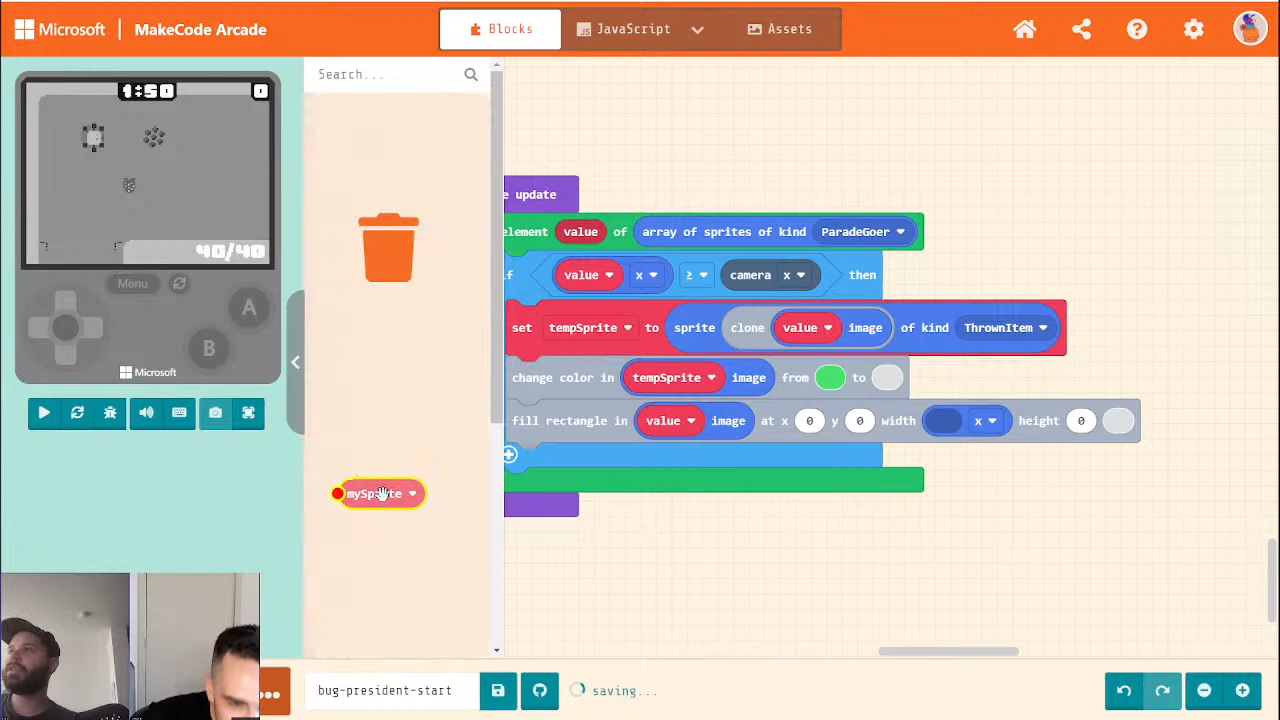 Microsoft | MakeCode Arcade
Blocks
JavaScript
Assets
1:50
0
40/40
Menu
A
B
Microsoft
Search...
mySprite
e update
element value of array of sprites of kind ParadeGoer
if value x ≥ camera x then
set tempSprite to sprite clone value image of kind ThrownItem
change color in tempSprite image from to
fill rectangle in value image at x 0 y 0 width x height 0
bug-president-start
saving...